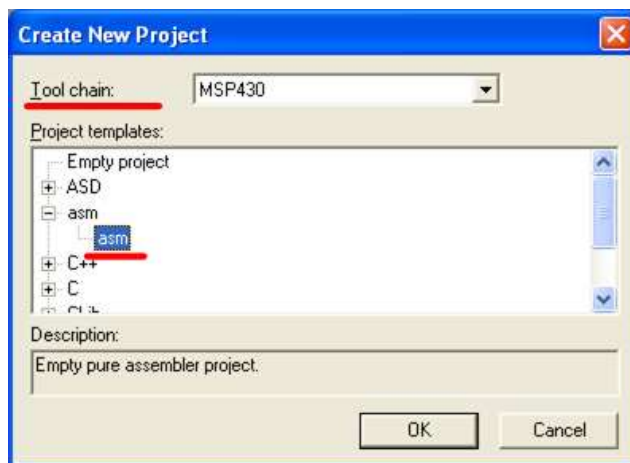 Create New Project
Tool chain: MSP430
Project templates:
Empty project
ASD
asm
asm
C++
C
CLib
Description:
Empty pure assembler project.
OK Cancel